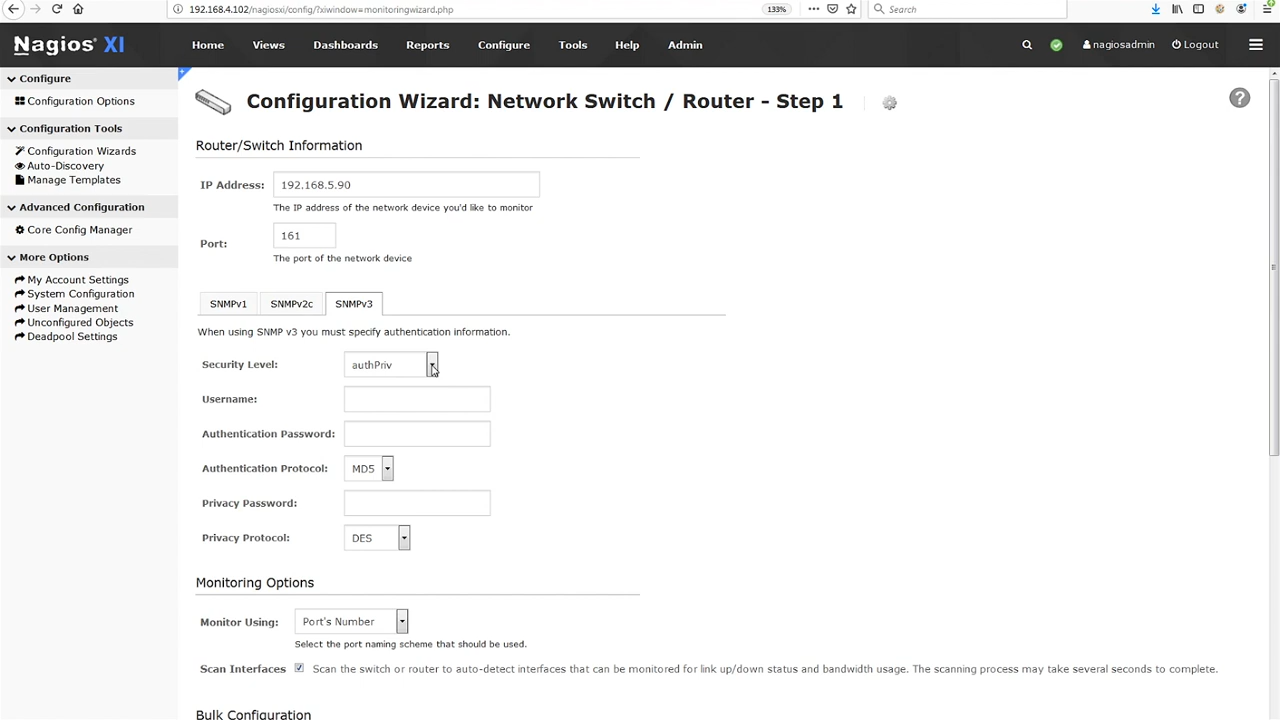 192.168.4.102/nagiosxi/config/?xiwindow=monitoringwizard.php
133%
Search
Nagios® XI
Home Views Dashboards Reports Configure Tools Help Admin
nagiosadmin
Logout
Configure
Configuration Options
Configuration Tools
Configuration Wizards
Auto-Discovery
Manage Templates
Advanced Configuration
Core Config Manager
More Options
My Account Settings
System Configuration
User Management
Unconfigured Objects
Deadpool Settings
Configuration Wizard: Network Switch / Router - Step 1
?
Router/Switch Information
IP Address: 192.168.5.90
The IP address of the network device you'd like to monitor
Port: 161
The port of the network device
SNMPv1 SNMPv2c SNMPv3
When using SNMP v3 you must specify authentication information.
Security Level: authPriv
Username:
Authentication Password:
Authentication Protocol: MD5
Privacy Password:
Privacy Protocol: DES
Monitoring Options
Monitor Using: Port's Number
Select the port naming scheme that should be used.
Scan Interfaces Scan the switch or router to auto-detect interfaces that can be monitored for link up/down status and bandwidth usage. The scanning process may take several seconds to complete.
Bulk Configuration